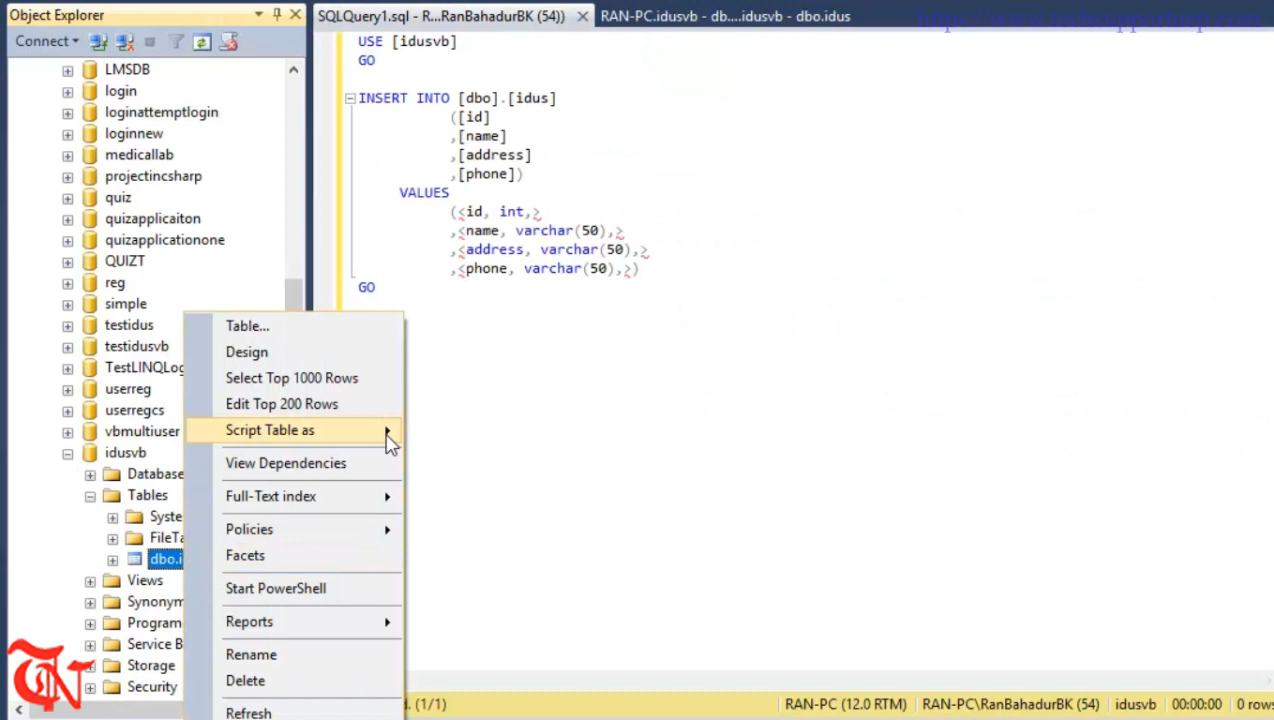 Object Explorer
Connect
LMSDB
login
loginattemptlogin
loginnew
medicallab
projectincsharp
quiz
quizapplicaiton
quizapplicationone
QUIZT
reg
simple
testidus
testidusvb
TestLINQLog
userreg
userregcs
vbmultiuser
idusvb
Database
Tables
Syste
FileTa
dbo.i
Views
Synonym
Program
Service B
Storage
Security
Table...
Design
Select Top 1000 Rows
Edit Top 200 Rows
Script Table as
View Dependencies
Full-Text index
Policies
Facets
Start PowerShell
Reports
Rename
Delete
Refresh
SQLQuery1.sql - R...RanBahadurBK (54))
RAN-PC.idusvb - db....idusvb - dbo.idus
USE [idusvb]
GO
INSERT INTO [dbo].[idus]
([id]
,[name]
,[address]
,[phone])
VALUES
(<id, int,>
,<name, varchar(50),>
,<address, varchar(50),>
,<phone, varchar(50),>)
GO
d. (1/1)
RAN-PC (12.0 RTM)
RAN-PC\RanBahadurBK (54)
idusvb
00:00:00
0 rows
TN